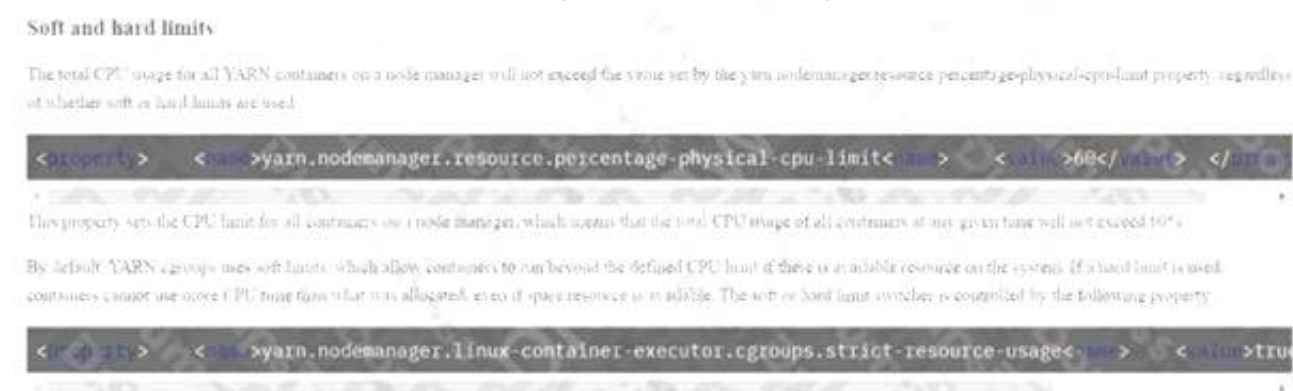 Soft and hard limits
The total CPU usage for all YARN containers on a node manager will not exceed the value set by the yarn.nodemanager.resource.percentage-physical-cpu-limit property, regardless
of whether soft or hard limits are used.
<property> <name>yarn.nodemanager.resource.percentage-physical-cpu-limit<name> <value>60</value> </
This property sets the CPU limit for all containers on a node manager, which means that the total CPU usage of all containers at any given time will not exceed 60%.
By default, YARN cgroups uses soft limits, which allow containers to run beyond the defined CPU limit if there is available resource on the system. If a hard limit is used,
containers cannot use more CPU time than what was allocated, even if space resource is available. The soft or hard limit switcher is controlled by the following property
<property> <name>yarn.nodemanager.linux-container-executor.cgroups.strict-resource-usage<name> <value>true